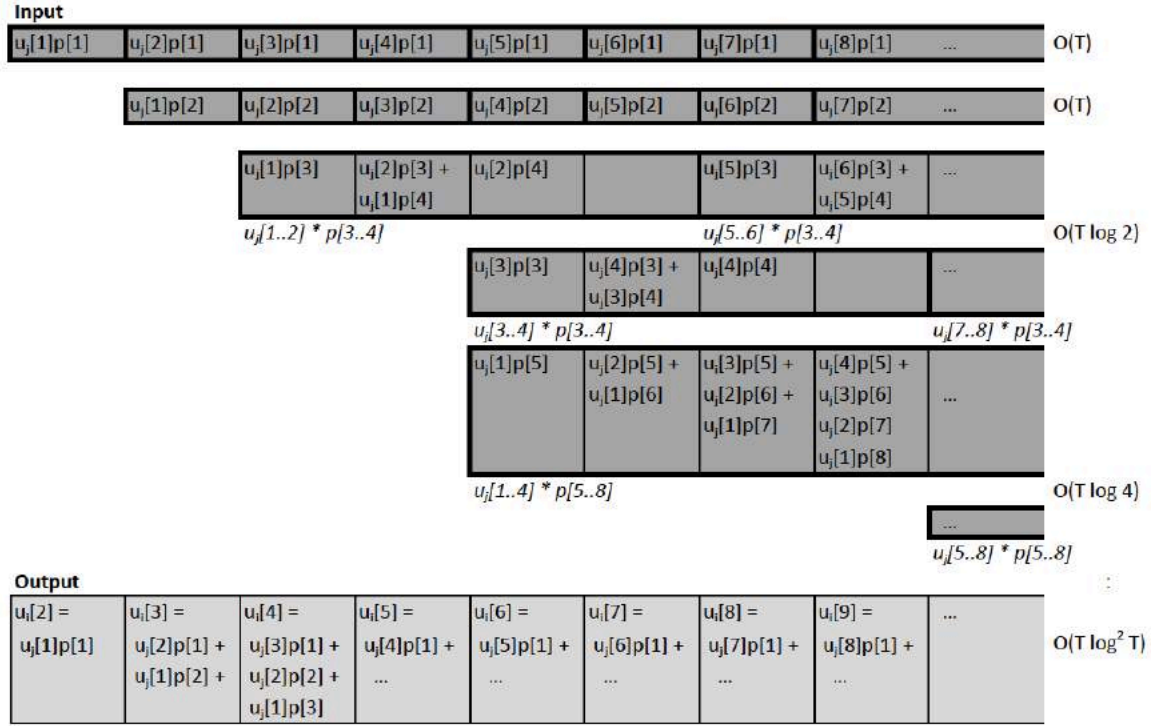 Input
u_j[1]p[1] u_j[2]p[1] u_j[3]p[1] u_j[4]p[1] u_j[5]p[1] u_j[6]p[1] u_j[7]p[1] u_j[8]p[1] ... O(T)
u_j[1]p[2] u_j[2]p[2] u_j[3]p[2] u_j[4]p[2] u_j[5]p[2] u_j[6]p[2] u_j[7]p[2] ... O(T)
u_j[1]p[3] u_j[2]p[3] + u_j[2]p[4] u_j[5]p[3] u_j[6]p[3] + ...
u_j[1]p[4] u_j[5]p[4]
u_j[1..2] * p[3..4] u_j[5..6] * p[3..4] O(T log 2)
u_j[3]p[3] u_j[4]p[3] + u_j[4]p[4] ...
u_j[3]p[4]
u_j[3..4] * p[3..4] u_j[7..8] * p[3..4]
u_j[1]p[5] u_j[2]p[5] + u_i[3]p[5] + u_j[4]p[5] +
u_j[1]p[6] u_j[2]p[6] + u_j[3]p[6] ...
u_j[1]p[7] u_j[2]p[7]
u_j[1]p[8]
u_j[1..4] * p[5..8] O(T log 4)
...
u_j[5..8] * p[5..8]
Output :
u_i[2] = u_i[3] = u_i[4] = u_i[5] = u_i[6] = u_i[7] = u_i[8] = u_i[9] = ...
u_j[1]p[1] u_j[2]p[1] + u_j[3]p[1] + u_j[4]p[1] + u_j[5]p[1] + u_j[6]p[1] + u_j[7]p[1] + u_j[8]p[1] + O(T log² T)
u_j[1]p[2] + u_j[2]p[2] + ... ... ... ... ...
u_j[1]p[3]